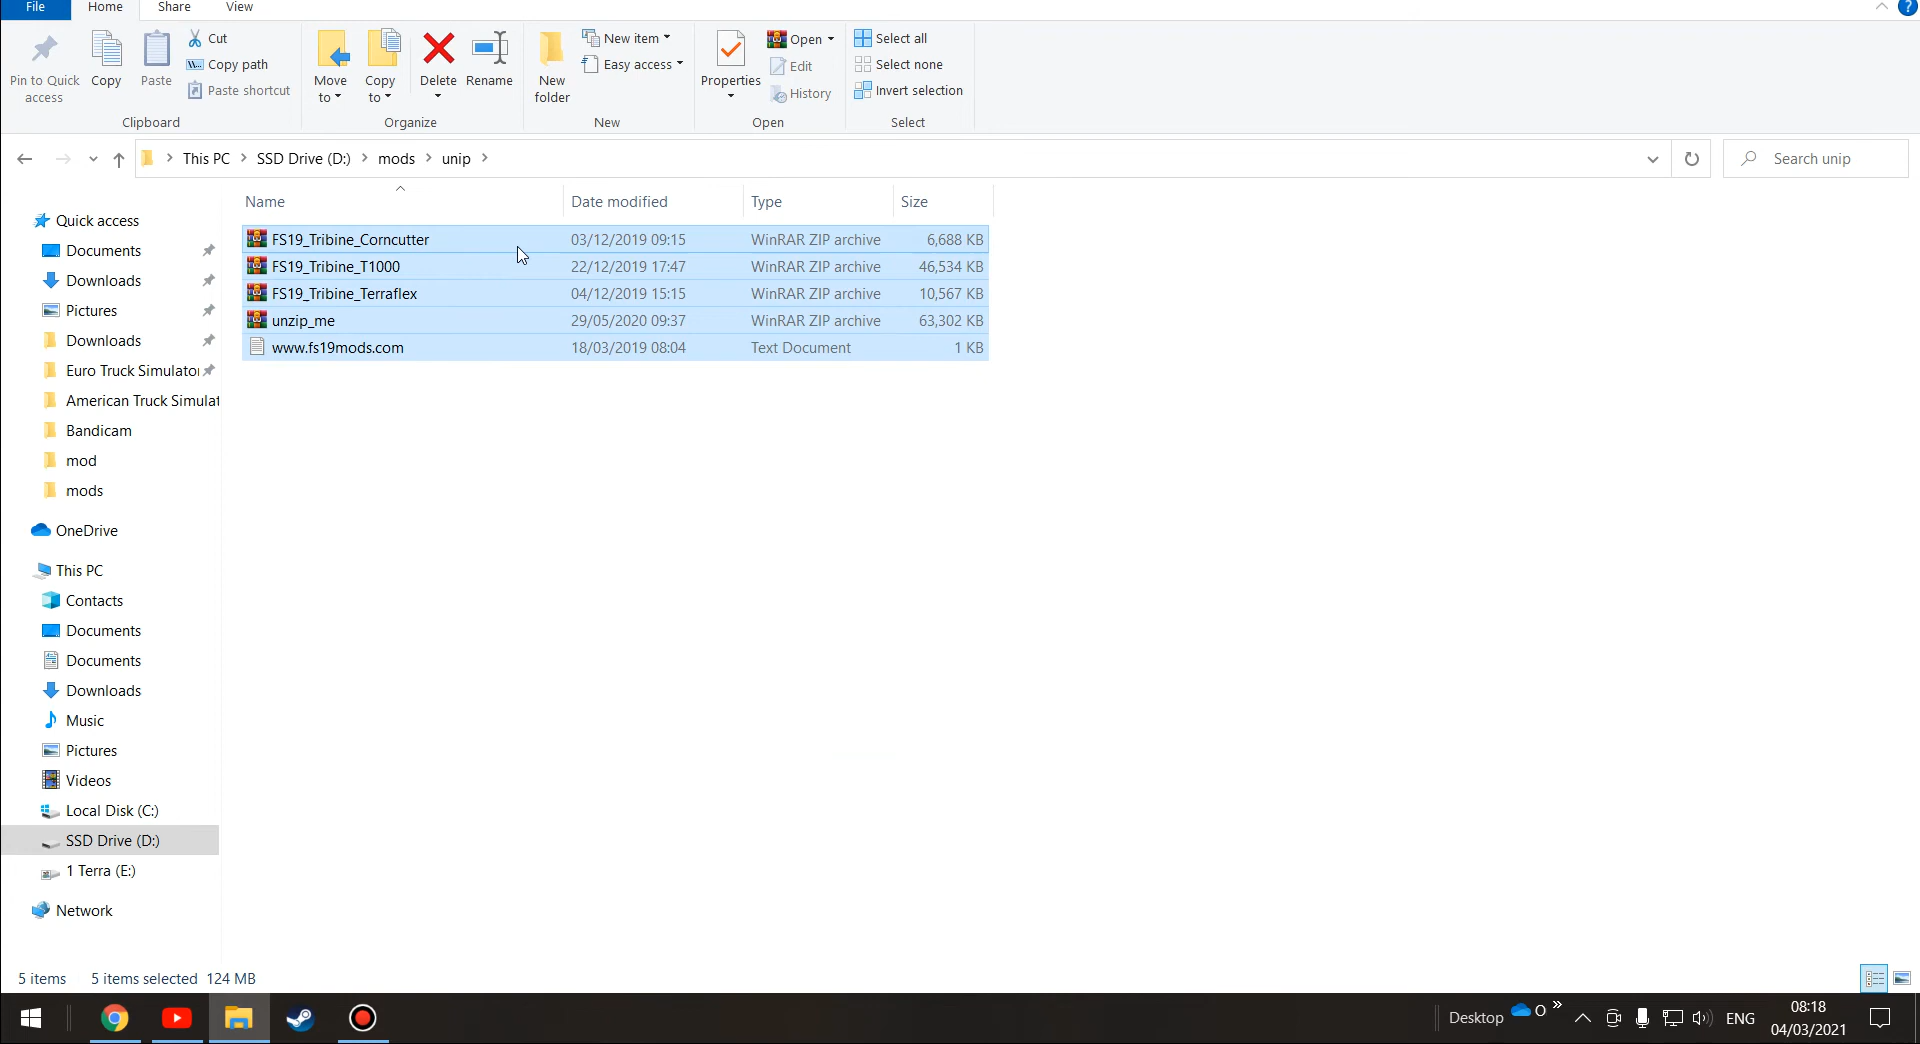 File Home Share View
Pin to Quick access
Copy
Paste
Cut
Copy path
Paste shortcut
Clipboard
Move to
Copy to
Delete
Rename
Organize
New folder
New item
Easy access
New
Properties
Open
Edit
History
Open
Select all
Select none
Invert selection
Select
This PC SSD Drive (D:) mods unip
Search unip
Name Date modified Type Size
FS19_Tribine_Corncutter 03/12/2019 09:15 WinRAR ZIP archive 6,688 KB
FS19_Tribine_T1000 22/12/2019 17:47 WinRAR ZIP archive 46,534 KB
FS19_Tribine_Terraflex 04/12/2019 15:15 WinRAR ZIP archive 10,567 KB
unzip_me 29/05/2020 09:37 WinRAR ZIP archive 63,302 KB
www.fs19mods.com 18/03/2019 08:04 Text Document 1 KB
Quick access
Documents
Downloads
Pictures
Downloads
Euro Truck Simulator
American Truck Simulat
Bandicam
mod
mods
OneDrive
This PC
Contacts
Documents
Documents
Downloads
Music
Pictures
Videos
Local Disk (C:)
SSD Drive (D:)
1 Terra (E:)
Network
5 items 5 items selected 124 MB
Desktop O ENG 08:18
04/03/2021